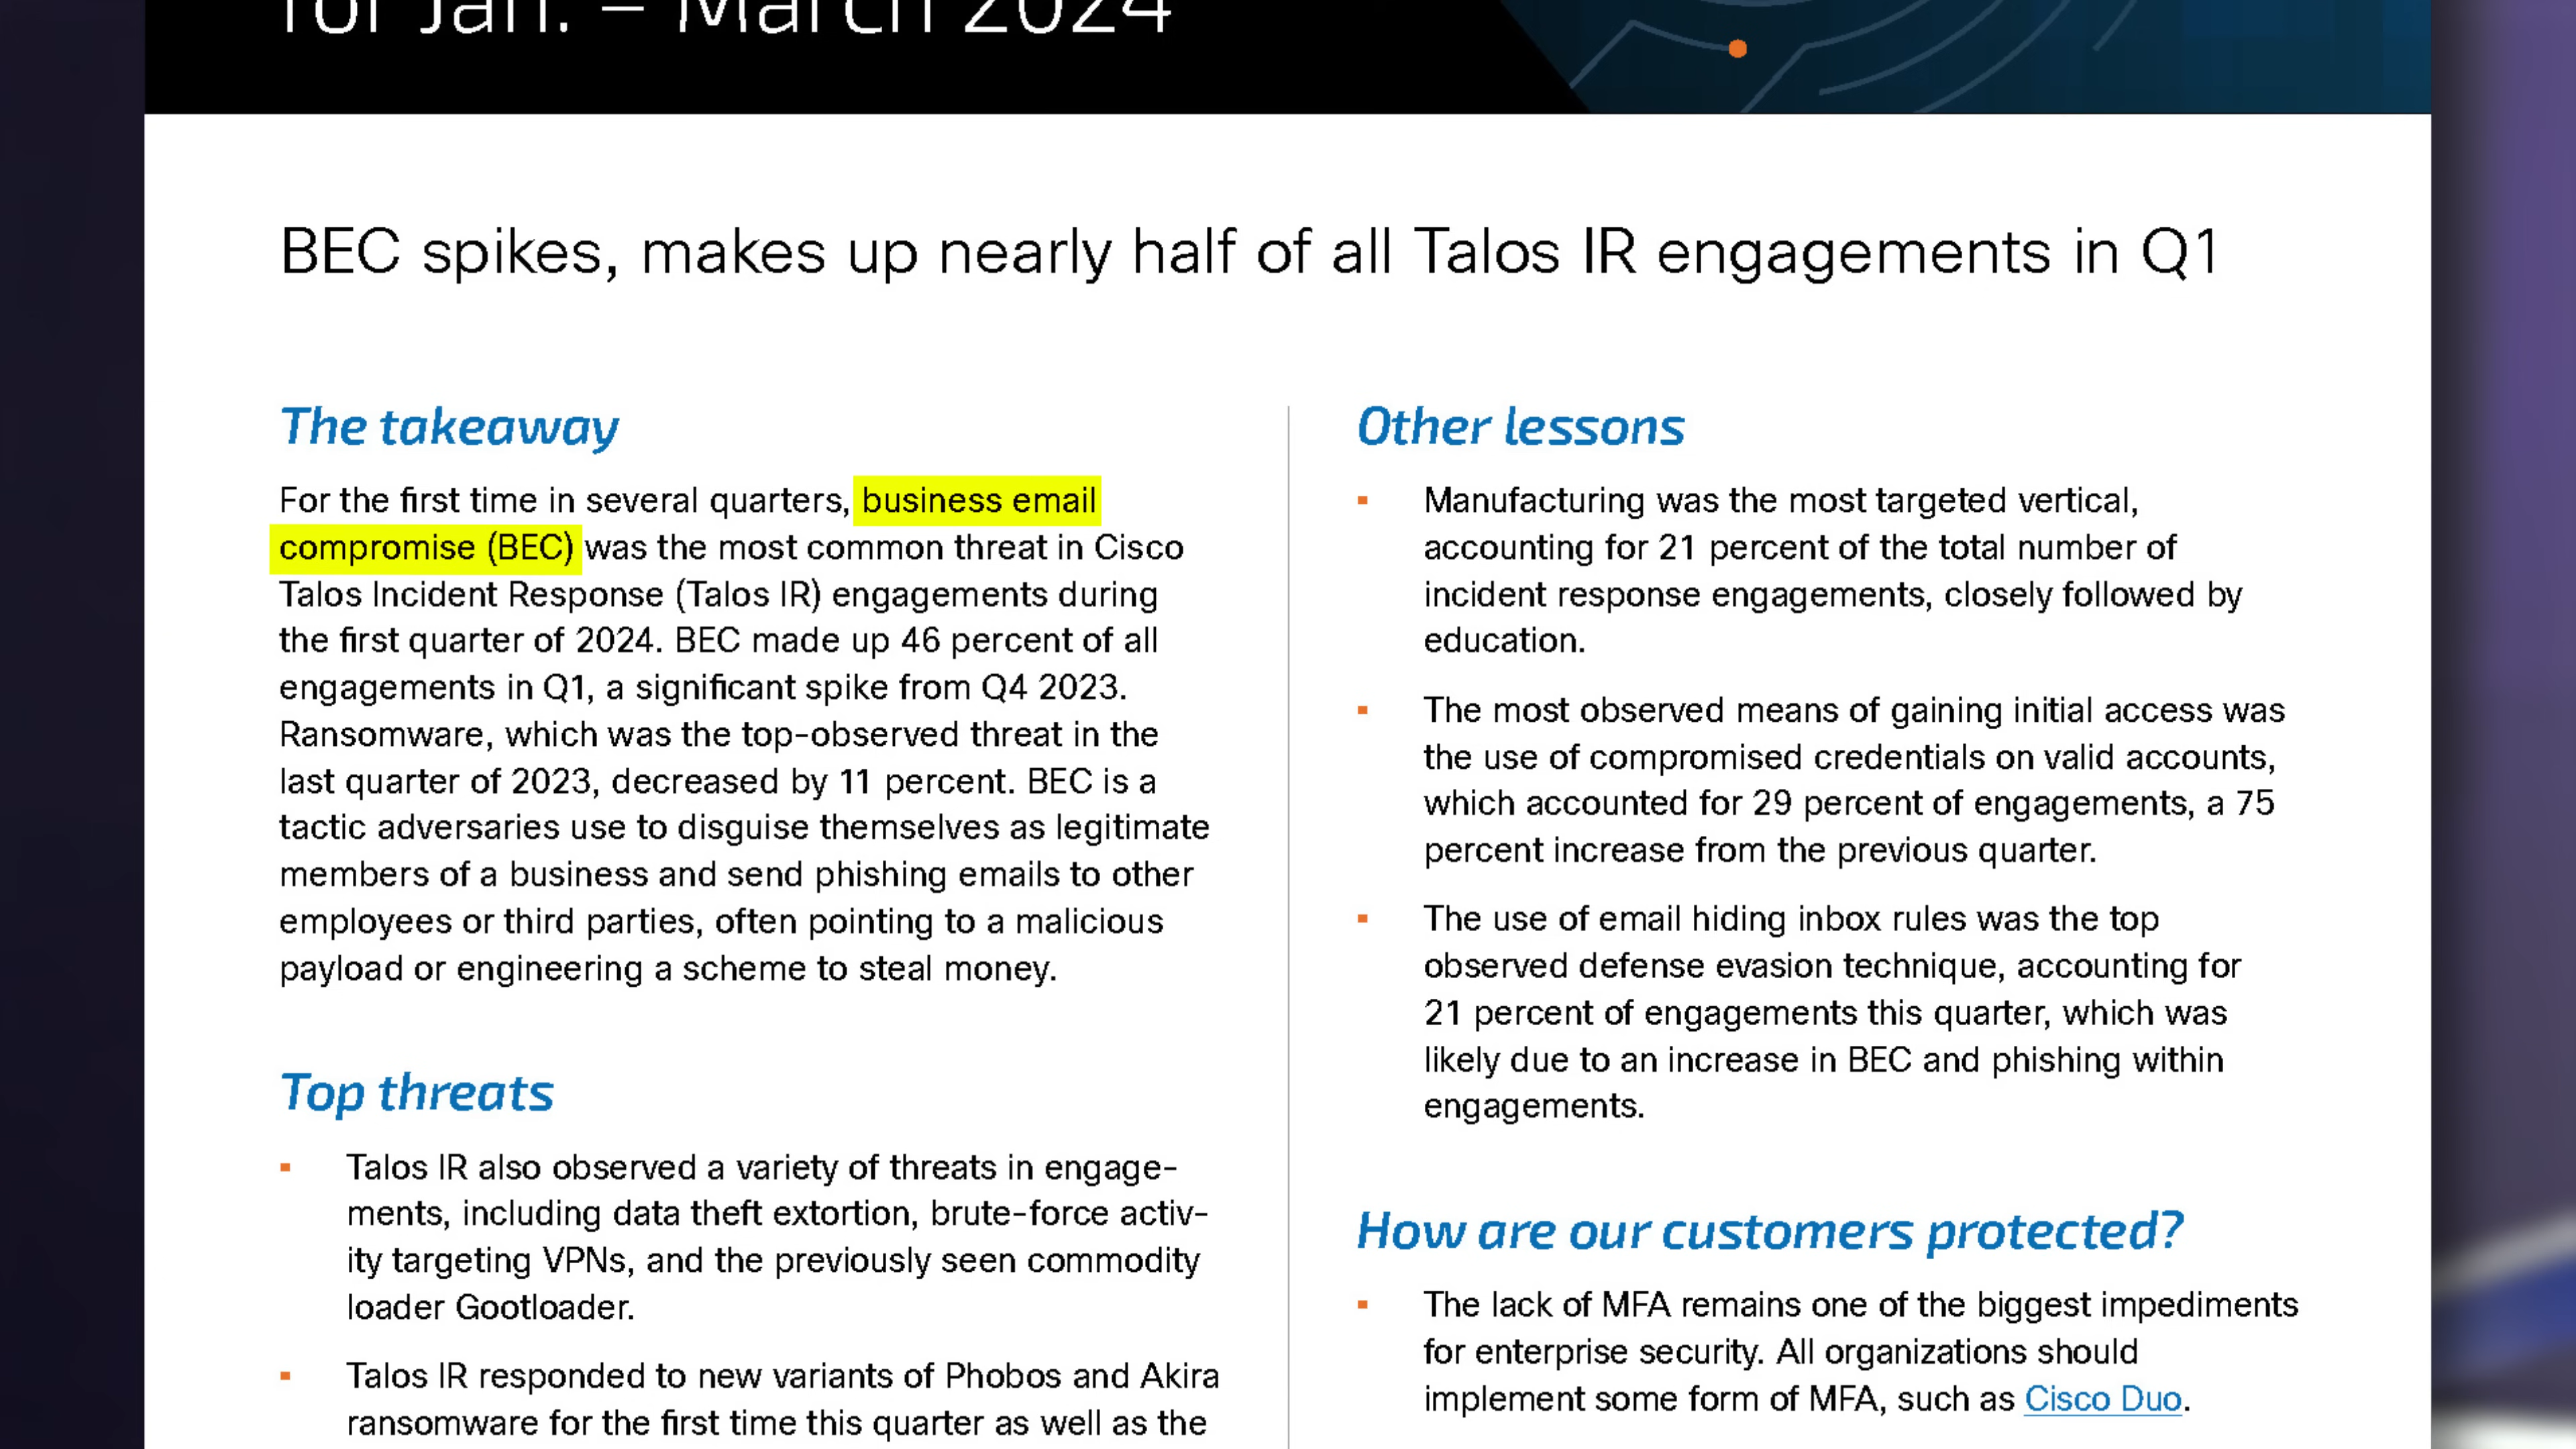 for Jan. – March 2024
BEC spikes, makes up nearly half of all Talos IR engagements in Q1
The takeaway
For the first time in several quarters, business email
compromise (BEC) was the most common threat in Cisco
Talos Incident Response (Talos IR) engagements during
the first quarter of 2024. BEC made up 46 percent of all
engagements in Q1, a significant spike from Q4 2023.
Ransomware, which was the top-observed threat in the
last quarter of 2023, decreased by 11 percent. BEC is a
tactic adversaries use to disguise themselves as legitimate
members of a business and send phishing emails to other
employees or third parties, often pointing to a malicious
payload or engineering a scheme to steal money.
Top threats
▪ Talos IR also observed a variety of threats in engage-
ments, including data theft extortion, brute-force activ-
ity targeting VPNs, and the previously seen commodity
loader Gootloader.
▪ Talos IR responded to new variants of Phobos and Akira
ransomware for the first time this quarter as well as the
Other lessons
▪ Manufacturing was the most targeted vertical,
accounting for 21 percent of the total number of
incident response engagements, closely followed by
education.
▪ The most observed means of gaining initial access was
the use of compromised credentials on valid accounts,
which accounted for 29 percent of engagements, a 75
percent increase from the previous quarter.
▪ The use of email hiding inbox rules was the top
observed defense evasion technique, accounting for
21 percent of engagements this quarter, which was
likely due to an increase in BEC and phishing within
engagements.
How are our customers protected?
▪ The lack of MFA remains one of the biggest impediments
for enterprise security. All organizations should
implement some form of MFA, such as Cisco Duo.